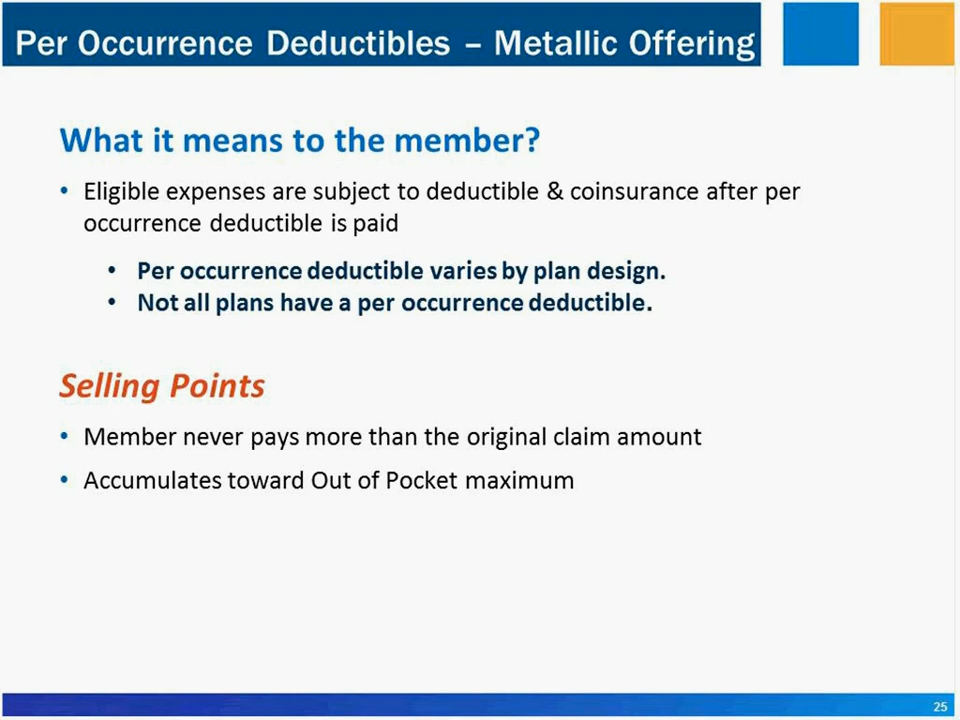 Per Occurrence Deductibles – Metallic Offering
What it means to the member?
• Eligible expenses are subject to deductible & coinsurance after per
occurrence deductible is paid
• Per occurrence deductible varies by plan design.
• Not all plans have a per occurrence deductible.
Selling Points
• Member never pays more than the original claim amount
• Accumulates toward Out of Pocket maximum
25